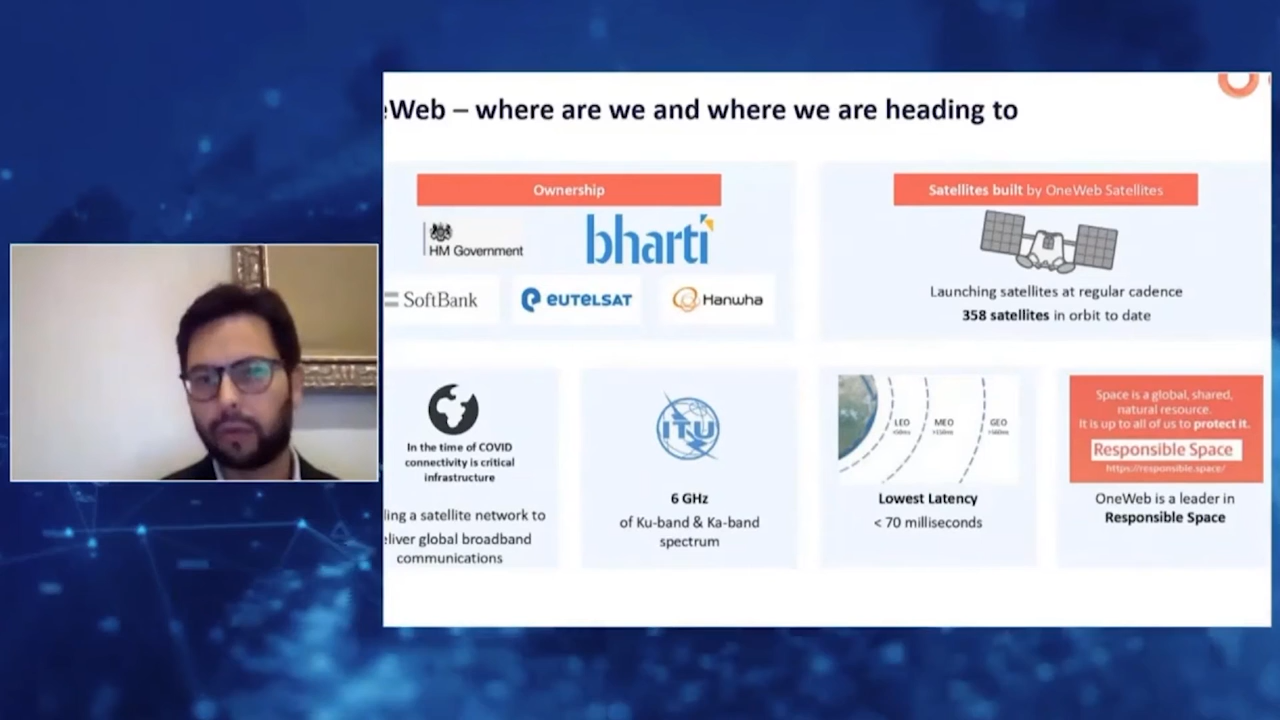 eWeb – where are we and where we are heading to
Ownership
HM Government
bharti
SoftBank
eutelsat
Hanwha
Satellites built by OneWeb Satellites
Launching satellites at regular cadence
358 satellites in orbit to date
In the time of COVID
connectivity is critical
infrastructure
ling a satellite network to
eliver global broadband
communications
ITU
6 GHz
of Ku-band & Ka-band
spectrum
LEO
MEO
GEO
Lowest Latency
< 70 milliseconds
Space is a global, shared,
natural resource.
It is up to all of us to protect it.
Responsible Space
https://responsible.space/
OneWeb is a leader in
Responsible Space